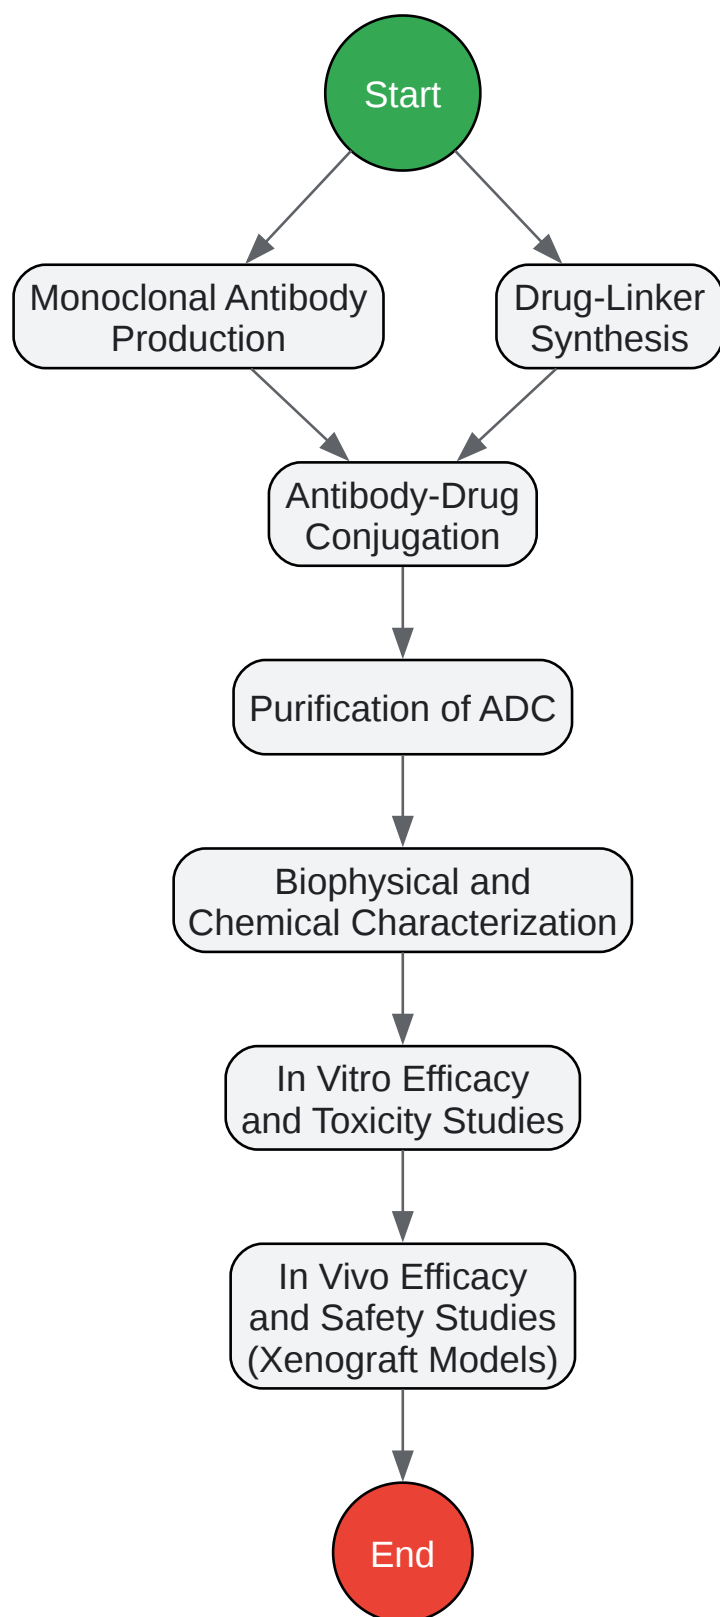 Start
Monoclonal Antibody
Production
Drug-Linker
Synthesis
Antibody-Drug
Conjugation
Purification of ADC
Biophysical and
Chemical Characterization
In Vitro Efficacy
and Toxicity Studies
In Vivo Efficacy
and Safety Studies
(Xenograft Models)
End